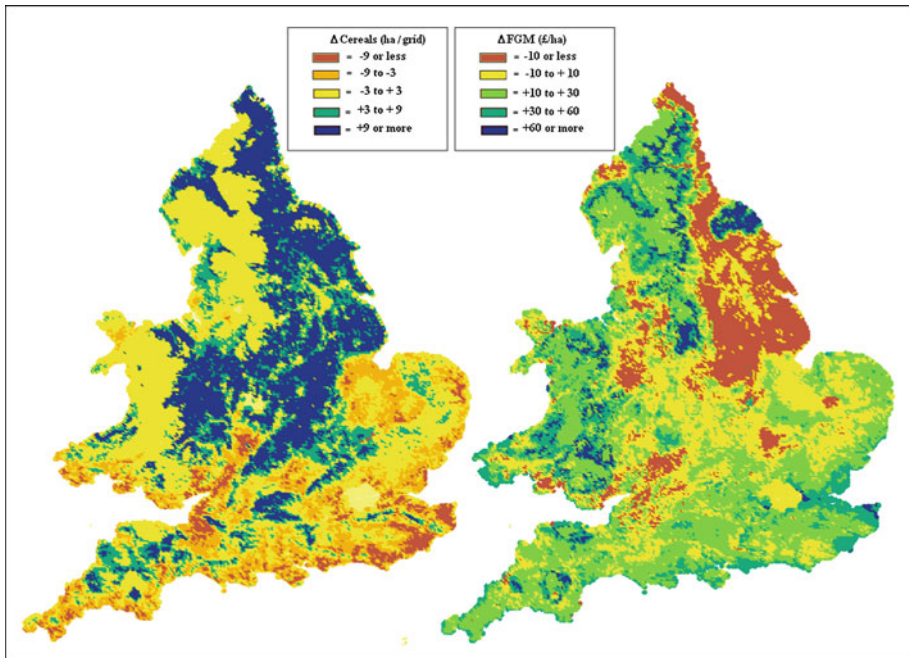 Δ Cereals (ha / grid)
= -9 or less
= -9 to -3
= -3 to + 3
= +3 to + 9
= +9 or more
Δ FGM (£/ha)
= -10 or less
= -10 to + 10
= +10 to + 30
= +30 to + 60
= +60 or more